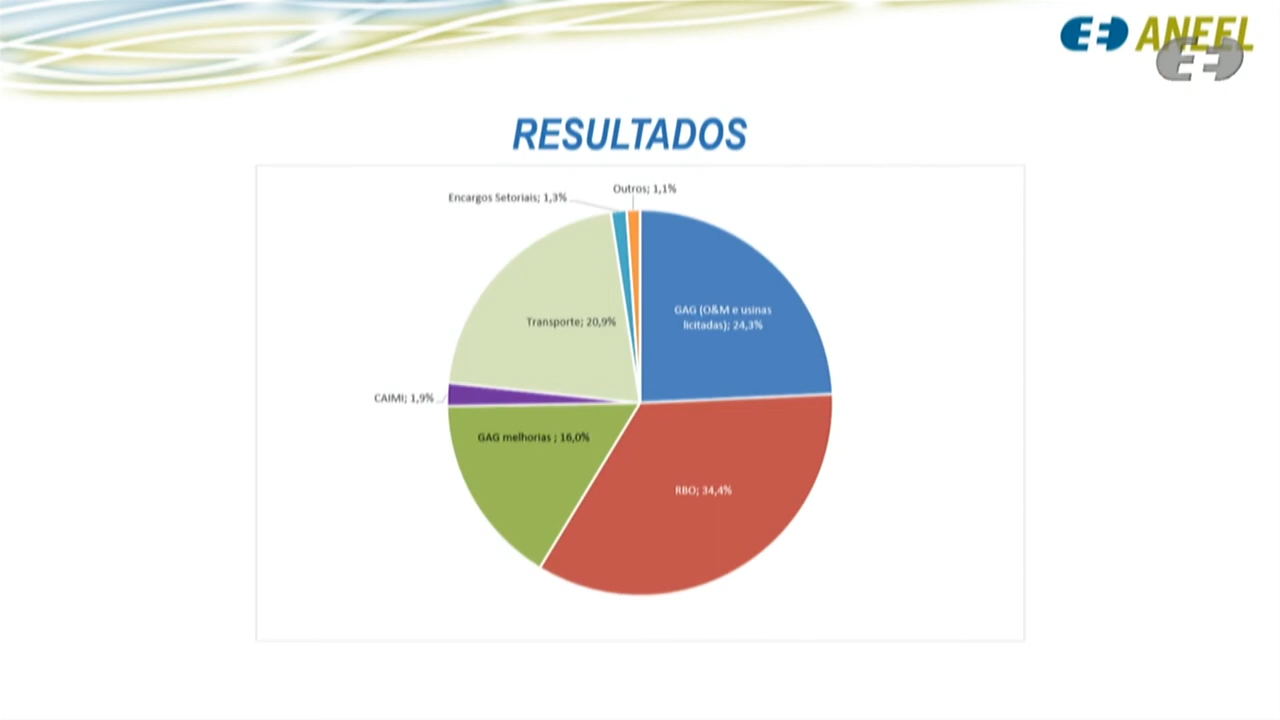 ANEEL
RESULTADOS
Outros; 1,1%
Encargos Setoriais; 1,3%
GAG (O&M e usinas
licitadas); 24,3%
Transporte; 20,9%
CAIMI; 1,9%
GAG melhorias ; 16,0%
RBO; 34,4%